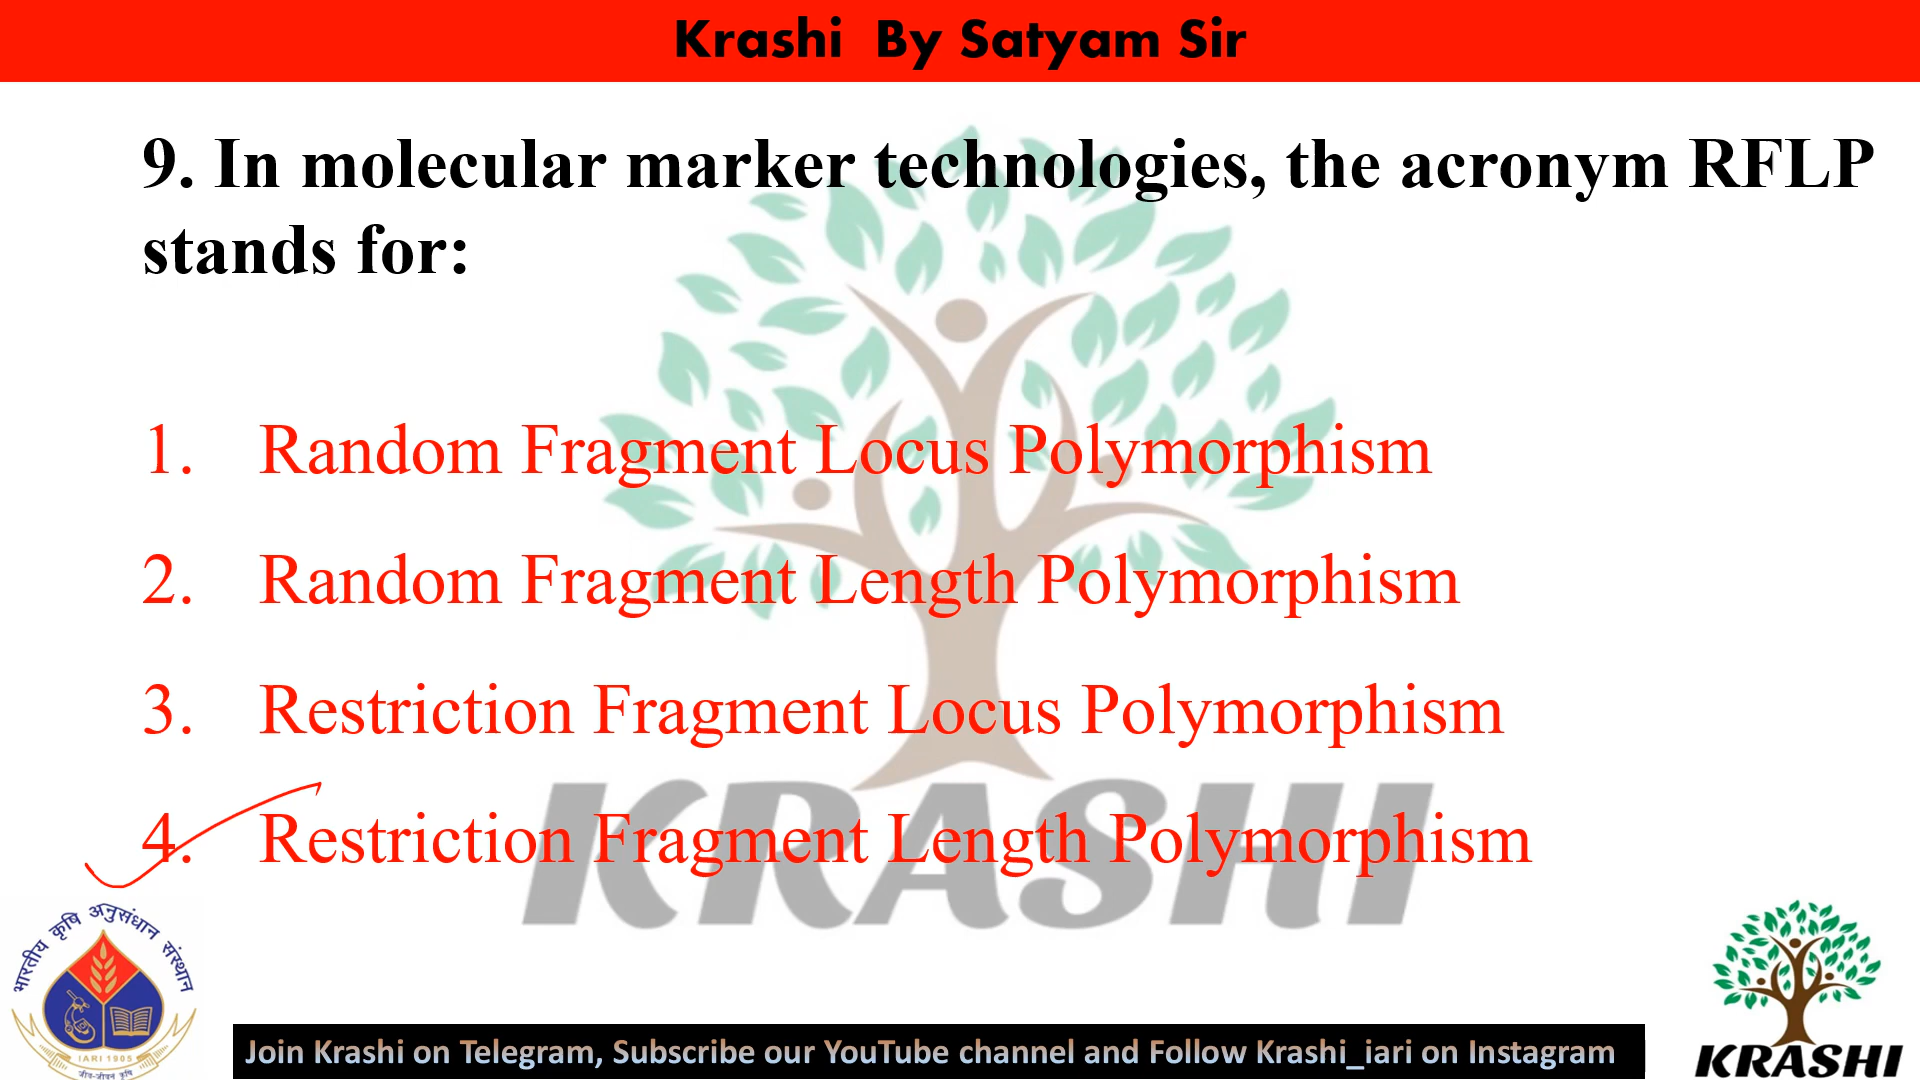 Krashi By Satyam Sir
9. In molecular marker technologies, the acronym RFLP
stands for:
1. Random Fragment Locus Polymorphism
2. Random Fragment Length Polymorphism
3. Restriction Fragment Locus Polymorphism
4. Restriction Fragment Length Polymorphism
KRASHI
भारतीय कृषि अनुसंधान संस्थान
IARI 1905
Join Krashi on Telegram, Subscribe our YouTube channel and Follow Krashi_iari on Instagram
KRASHI